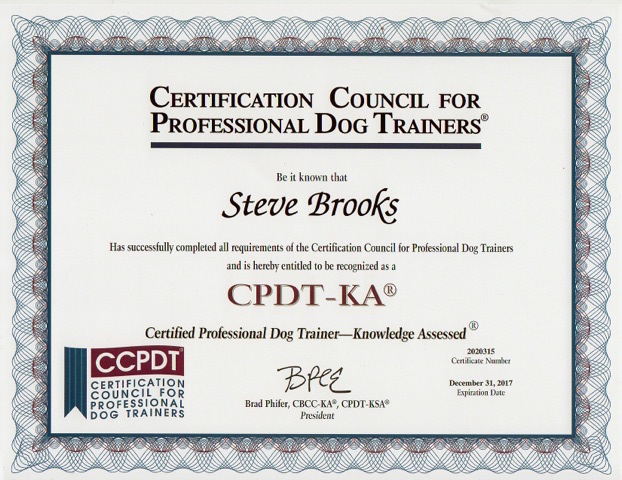 CERTIFICATION COUNCIL FOR
PROFESSIONAL DOG TRAINERS®
Be it known that
Steve Brooks
Has successfully completed all requirements of the Certification Council for Professional Dog Trainers
and is hereby entitled to be recognized as a
CPDT-KA®
Certified Professional Dog Trainer—Knowledge Assessed®
CCPDT®
CERTIFICATION
COUNCIL FOR
PROFESSIONAL
DOG TRAINERS
Brad Phifer, CBCC-KA®, CPDT-KSA®
President
2020315
Certificate Number
December 31, 2017
Expiration Date